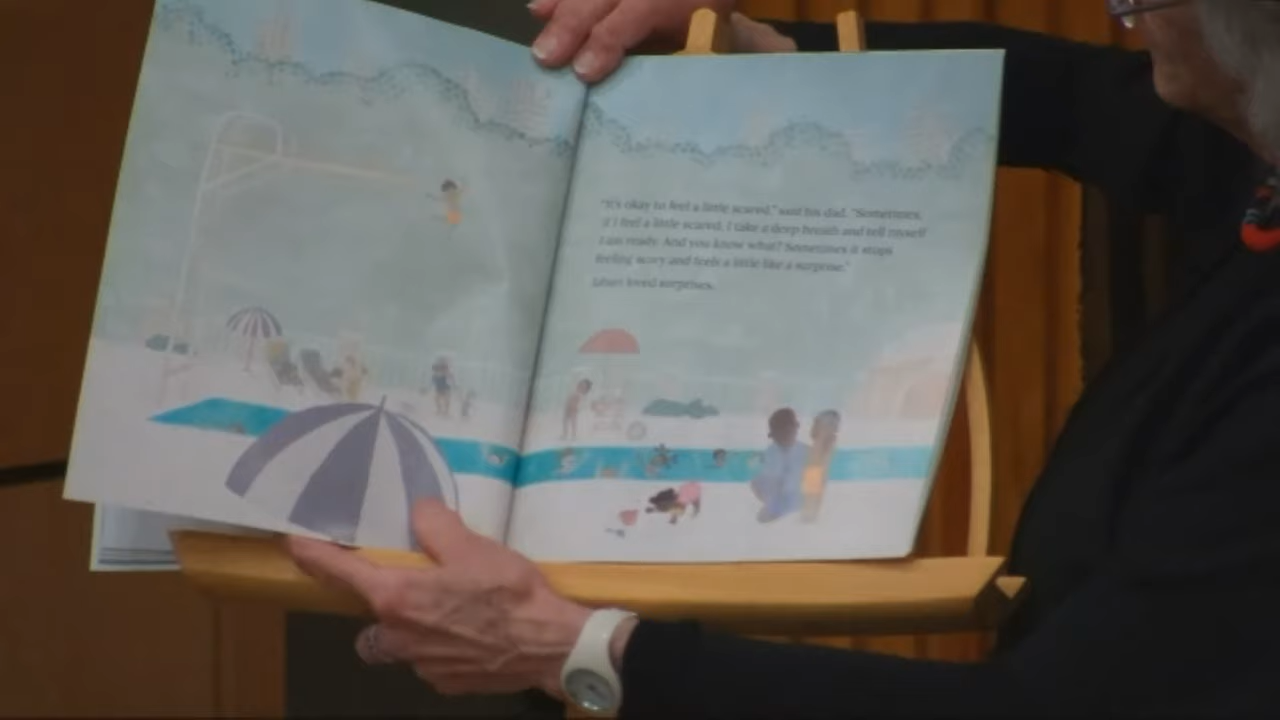 "It's okay to feel a little scared," said his dad. "Sometimes,
if I feel a little scared, I take a deep breath and tell myself
I am ready. And you know what? Sometimes it stops
feeling scary and feels a little like a surprise."
Jabari loved surprises.